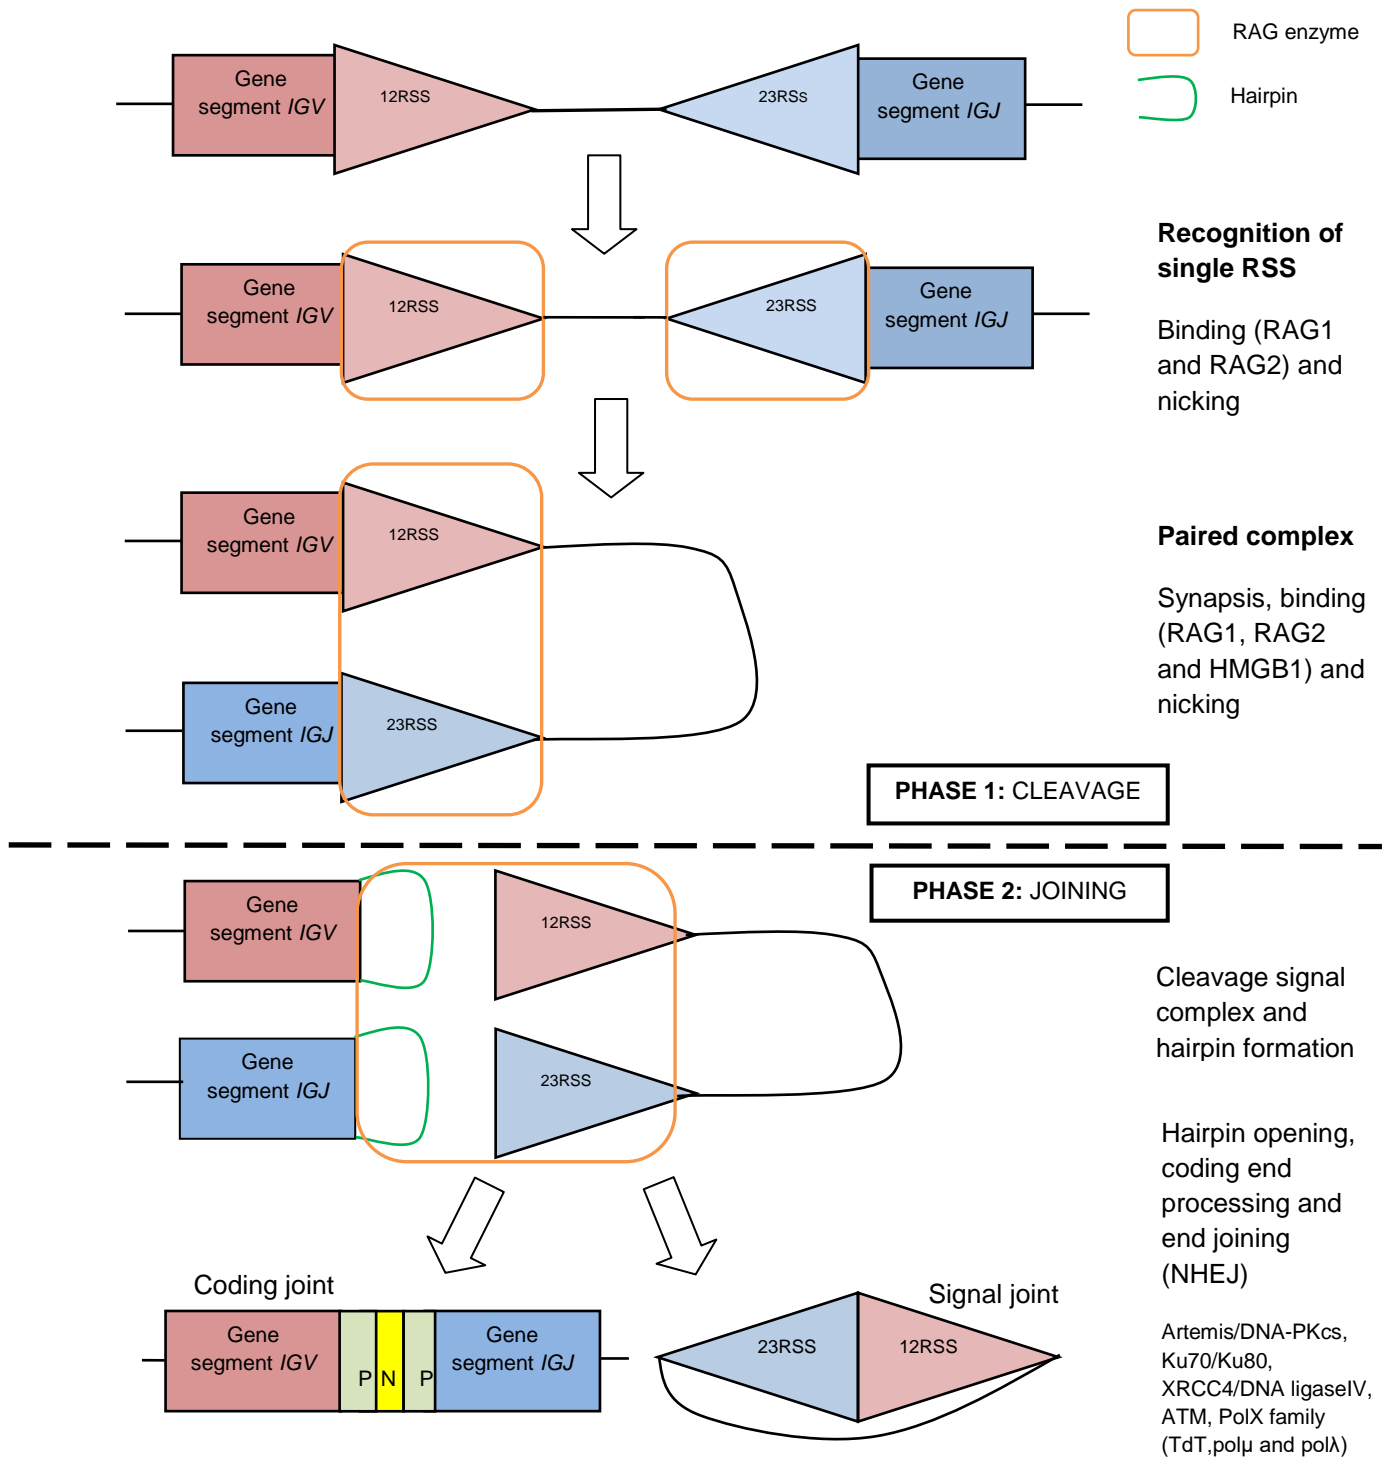 RAG enzyme
Hairpin
Gene
segment IGV
12RSS
23RSs
Gene
segment IGJ
Recognition of
single RSS
Binding (RAG1
and RAG2) and
nicking
Gene
segment IGV
12RSS
23RSS
Gene
segment IGJ
Gene
segment IGV
12RSS
Gene
segment IGJ
23RSS
Paired complex
Synapsis, binding
(RAG1, RAG2
and HMGB1) and
nicking
PHASE 1: CLEAVAGE
PHASE 2: JOINING
Gene
segment IGV
12RSS
Gene
segment IGJ
23RSS
Cleavage signal
complex and
hairpin formation
Hairpin opening,
coding end
processing and
end joining
(NHEJ)
Artemis/DNA-PKcs,
Ku70/Ku80,
XRCC4/DNA ligaseIV,
ATM, PolX family
(TdT,polμ and polλ)
Coding joint
Gene
segment IGV
P N P
Gene
segment IGJ
Signal joint
23RSS
12RSS